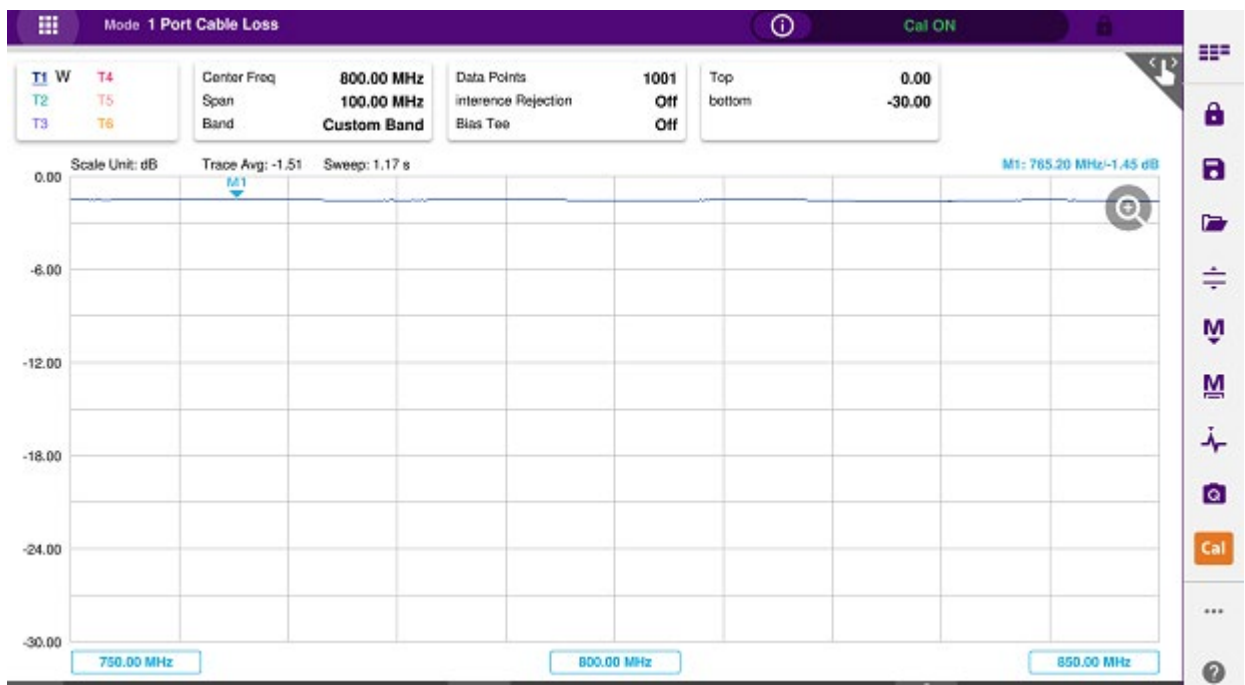 Mode 1 Port Cable Loss
Cal ON
T1 W T4
T2 T5
T3 T6
Center Freq 800.00 MHz
Span 100.00 MHz
Band Custom Band
Data Points 1001
interence Rejection Off
Bias Tee Off
Top 0.00
bottom -30.00
Scale Unit: dB Trace Avg: -1.51 Sweep: 1.17 s M1: 765.20 MHz/-1.45 dB
M1
0.00
-6.00
-12.00
-18.00
-24.00
-30.00
750.00 MHz 800.00 MHz 850.00 MHz
M
M
Cal